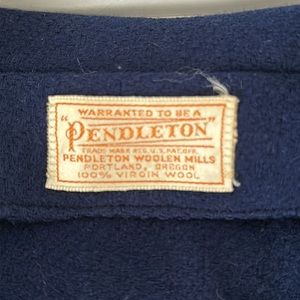 WARRANTED TO BE A
"PENDLETON"
TRADE MARK REG. U.S. PAT. OFF.
PENDLETON WOOLEN MILLS
PORTLAND, OREGON
100% VIRGIN WOOL